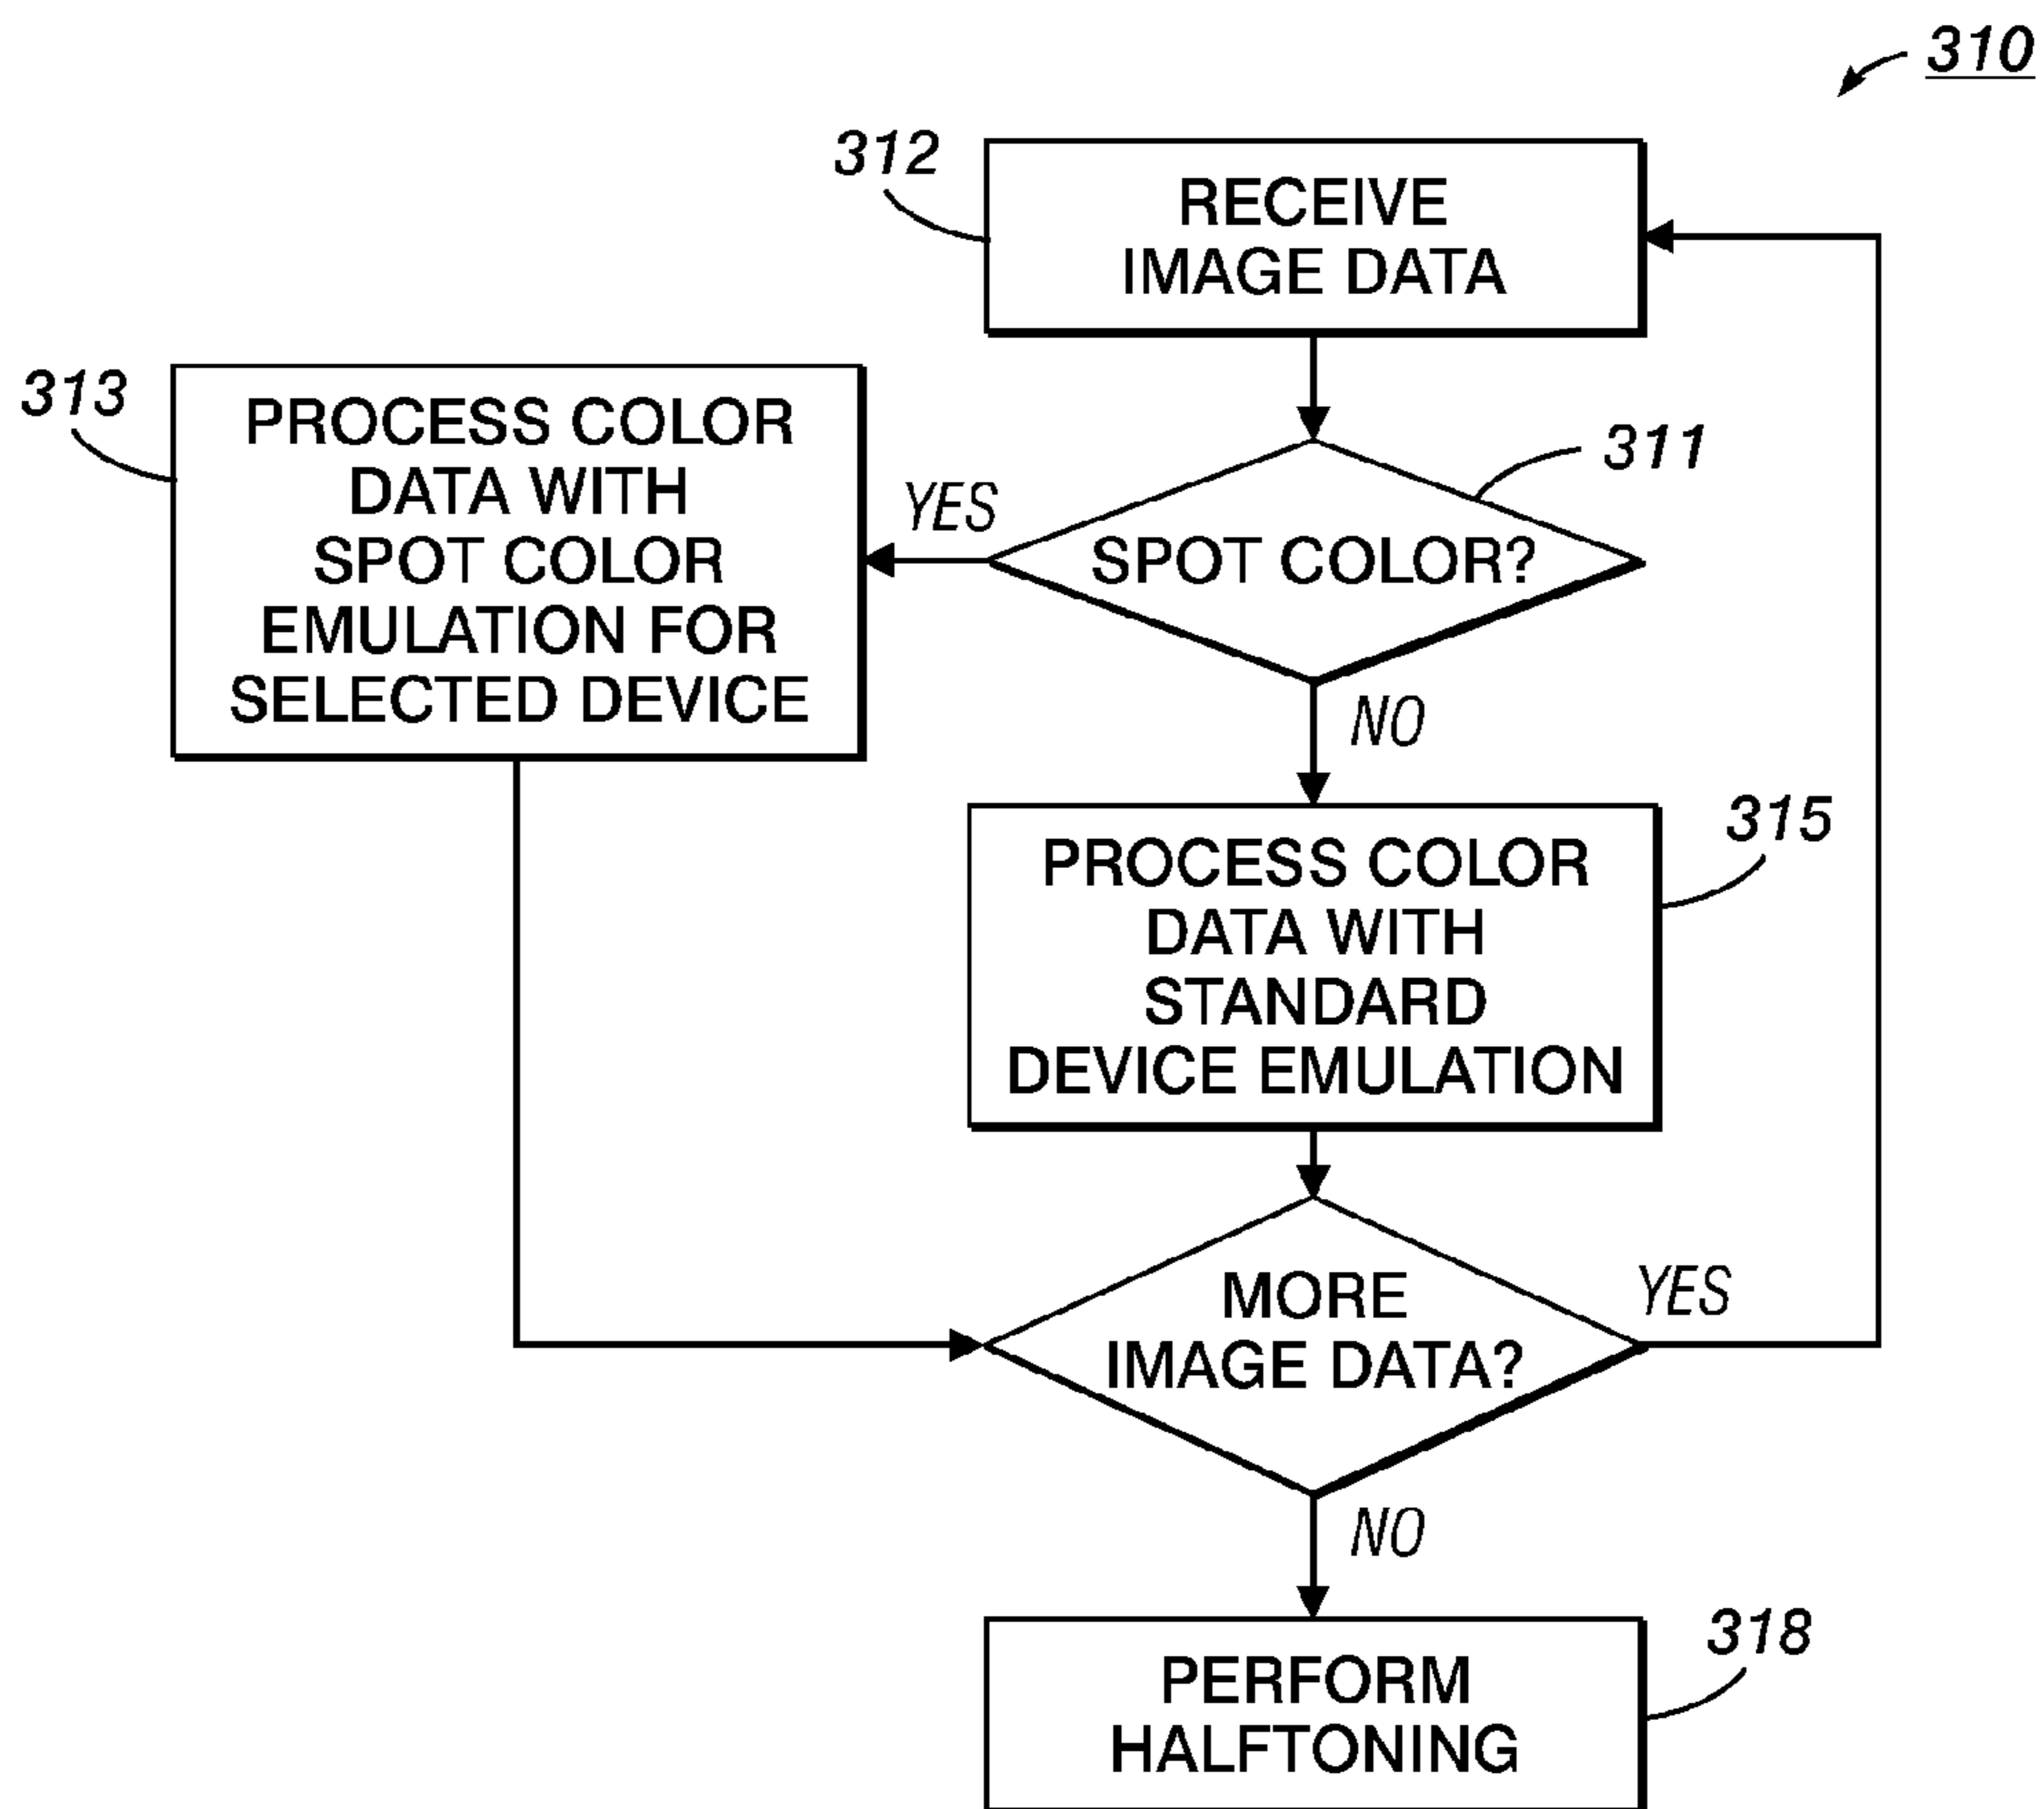 310
312
RECEIVE
IMAGE DATA
313
PROCESS COLOR
DATA WITH
SPOT COLOR
EMULATION FOR
SELECTED DEVICE
YES
311
SPOT COLOR?
NO
315
PROCESS COLOR
DATA WITH
STANDARD
DEVICE EMULATION
MORE
IMAGE DATA?
YES
NO
318
PERFORM
HALFTONING